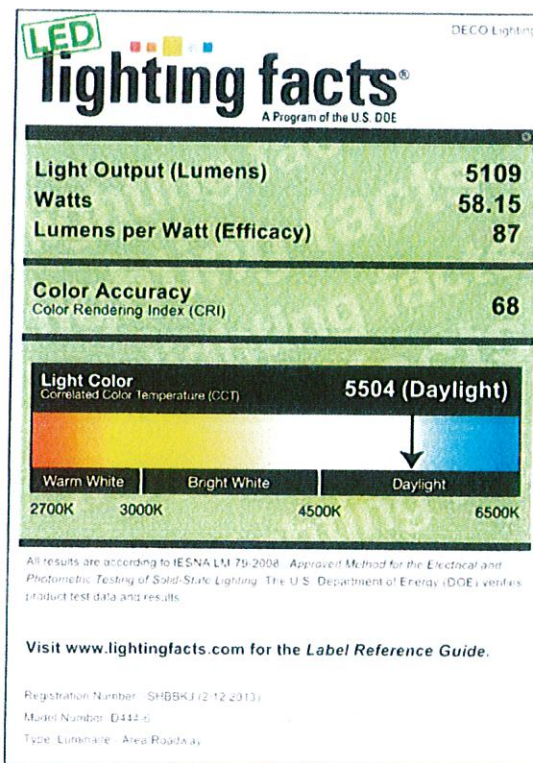 DECO Lighting
LED
lighting facts®
A Program of the U.S. DOE
Light Output (Lumens) 5109
Watts 58.15
Lumens per Watt (Efficacy) 87
Color Accuracy 68
Color Rendering Index (CRI)
Light Color 5504 (Daylight)
Correlated Color Temperature (CCT)
Warm White Bright White Daylight
2700K 3000K 4500K 6500K
All results are according to IESNA LM-79-2008: Approved Method for the Electrical and
Photometric Testing of Solid-State Lighting. The U.S. Department of Energy (DOE) verifies
product test data and results.
Visit www.lightingfacts.com for the Label Reference Guide.
Registration Number: (2/12/2013)
Model Number:
Type: Luminaire - Area/Roadway